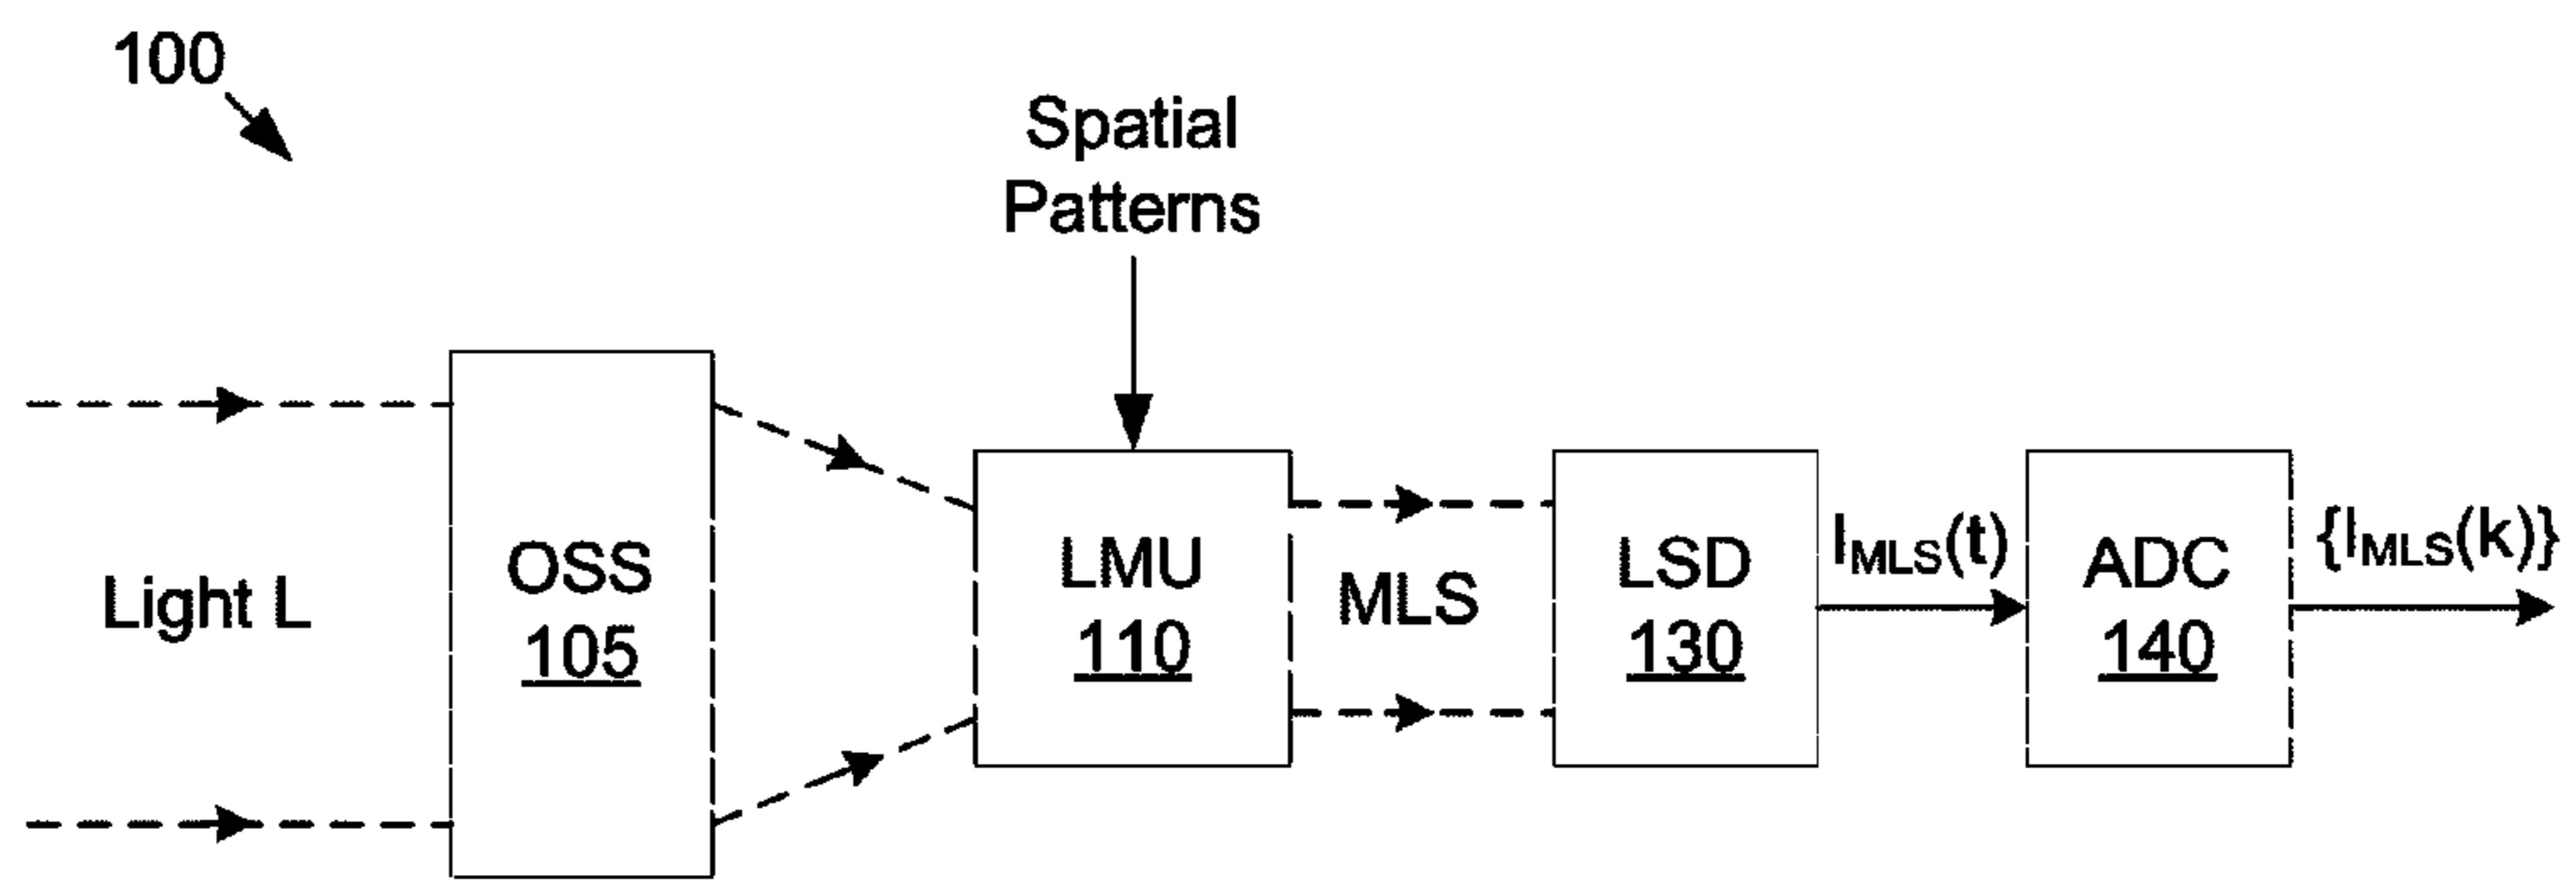 100
Spatial
Patterns
Light L
OSS
105
LMU
110
MLS
LSD
130
I_MLS(t)
ADC
140
{I_MLS(k)}